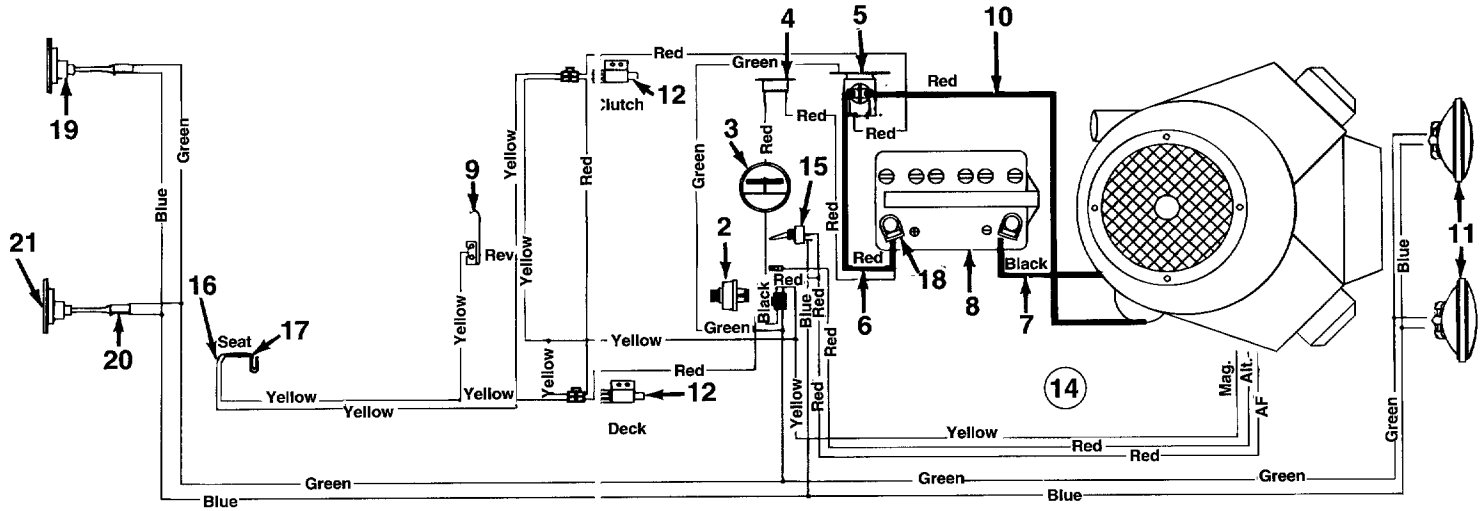 4
5
10
Red
Green
Red
19
12
Clutch
Red
Red
Green
Yellow
Red
Green
Red
3
15
9
Blue
2
Rev
Red
11
Blue
21
16
Seat
17
Yellow
Yellow
Red
Black
Red
Blue
Red
Red
18
8
Black
7
6
20
Green
Yellow
Yellow
Red
14
Mag.
Alt.
AF
Yellow
Yellow
Yellow
12
Deck
Yellow
Red
Green
Yellow
Red
Red
Green
Green
Green
Blue
Blue